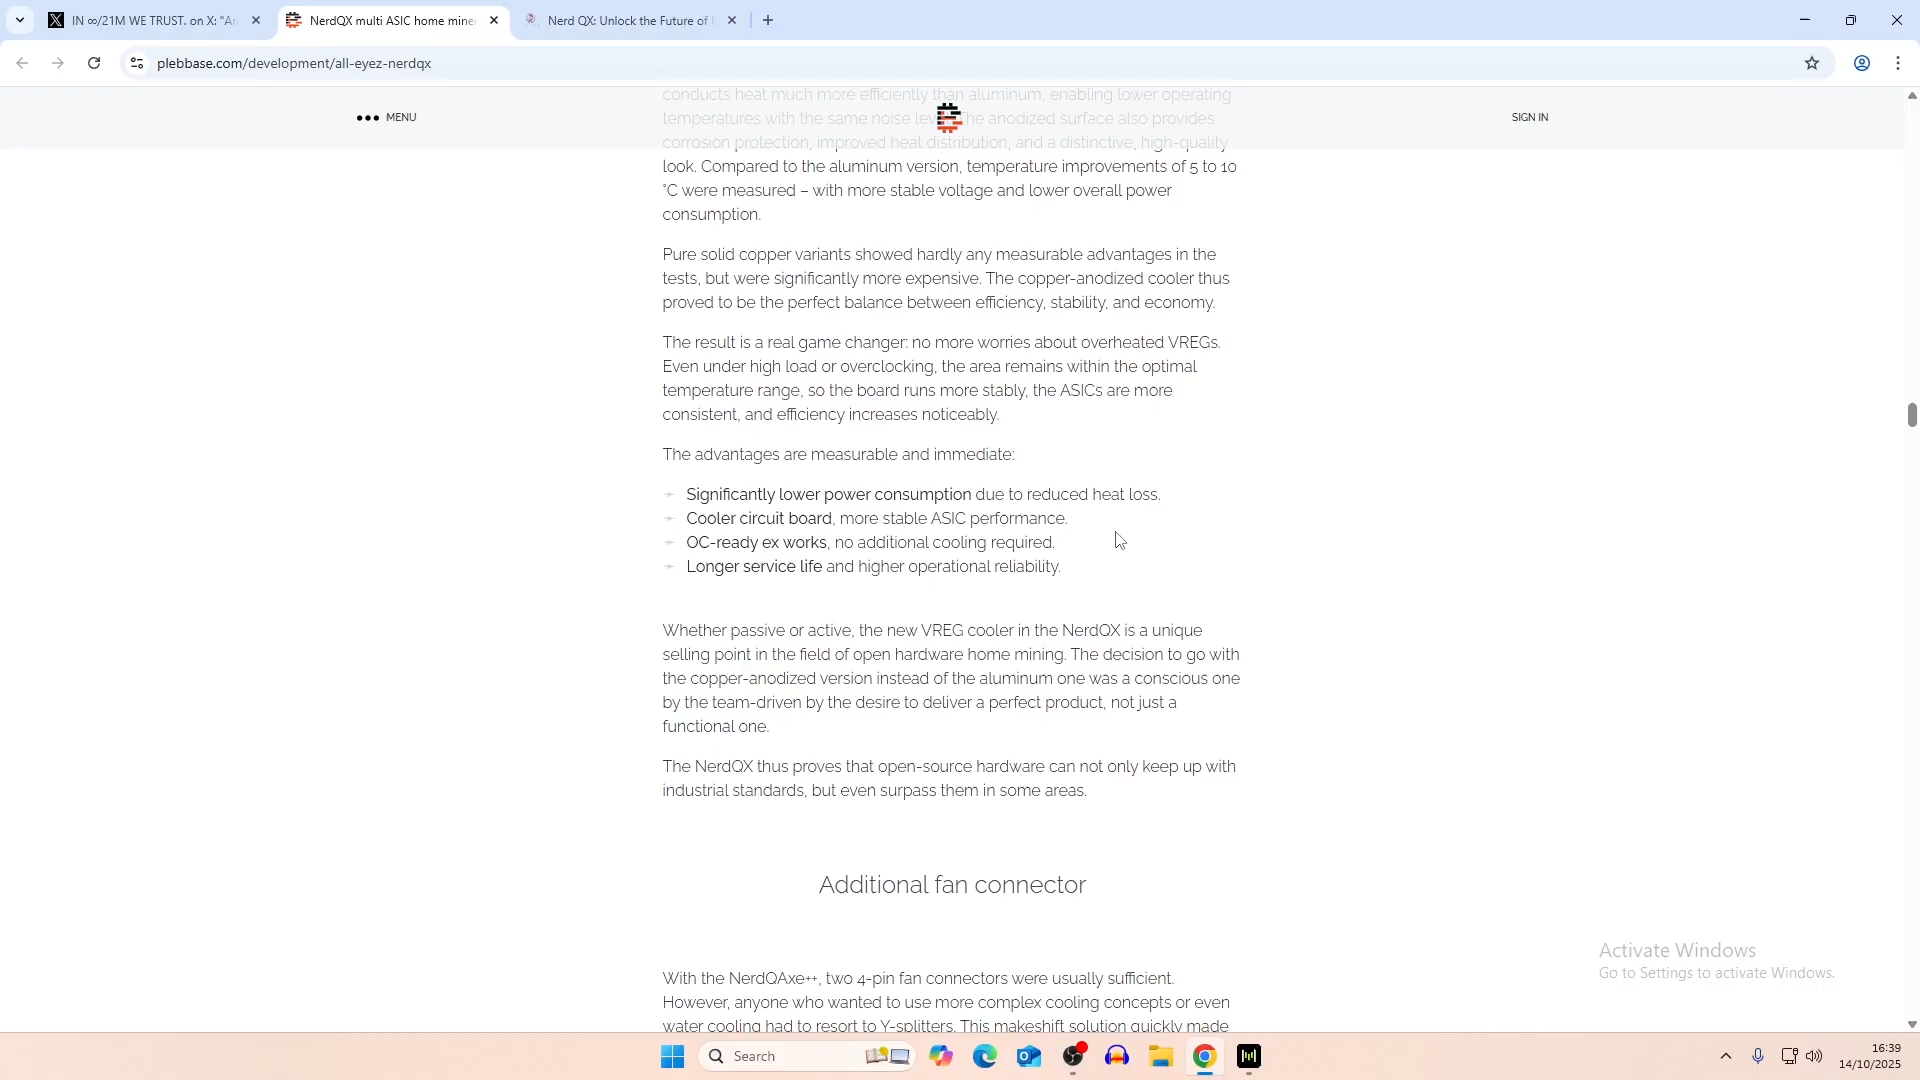 IN ∞/21M WE TRUST. on X: "Ar
NerdQX multi ASIC home mine
Nerd QX: Unlock the Future of
plebbase.com/development/all-eyez-nerdqx
MENU
SIGN IN
conducts heat much more efficiently than aluminum, enabling lower operating
temperatures with the same noise lev he anodized surface also provides
corrosion protection, improved heat distribution, and a distinctive, high-quality
look. Compared to the aluminum version, temperature improvements of 5 to 10
°C were measured – with more stable voltage and lower overall power
consumption.
Pure solid copper variants showed hardly any measurable advantages in the
tests, but were significantly more expensive. The copper-anodized cooler thus
proved to be the perfect balance between efficiency, stability, and economy.
The result is a real game changer: no more worries about overheated VREGs.
Even under high load or overclocking, the area remains within the optimal
temperature range, so the board runs more stably, the ASICs are more
consistent, and efficiency increases noticeably.
The advantages are measurable and immediate:
Significantly lower power consumption due to reduced heat loss.
Cooler circuit board, more stable ASIC performance.
OC-ready ex works, no additional cooling required.
Longer service life and higher operational reliability.
Whether passive or active, the new VREG cooler in the NerdQX is a unique
selling point in the field of open hardware home mining. The decision to go with
the copper-anodized version instead of the aluminum one was a conscious one
by the team-driven by the desire to deliver a perfect product, not just a
functional one.
The NerdQX thus proves that open-source hardware can not only keep up with
industrial standards, but even surpass them in some areas.
Additional fan connector
With the NerdQAxe++, two 4-pin fan connectors were usually sufficient.
However, anyone who wanted to use more complex cooling concepts or even
water cooling had to resort to Y-splitters. This makeshift solution quickly made
Activate Windows
Go to Settings to activate Windows.
Search
16:39
14/10/2025